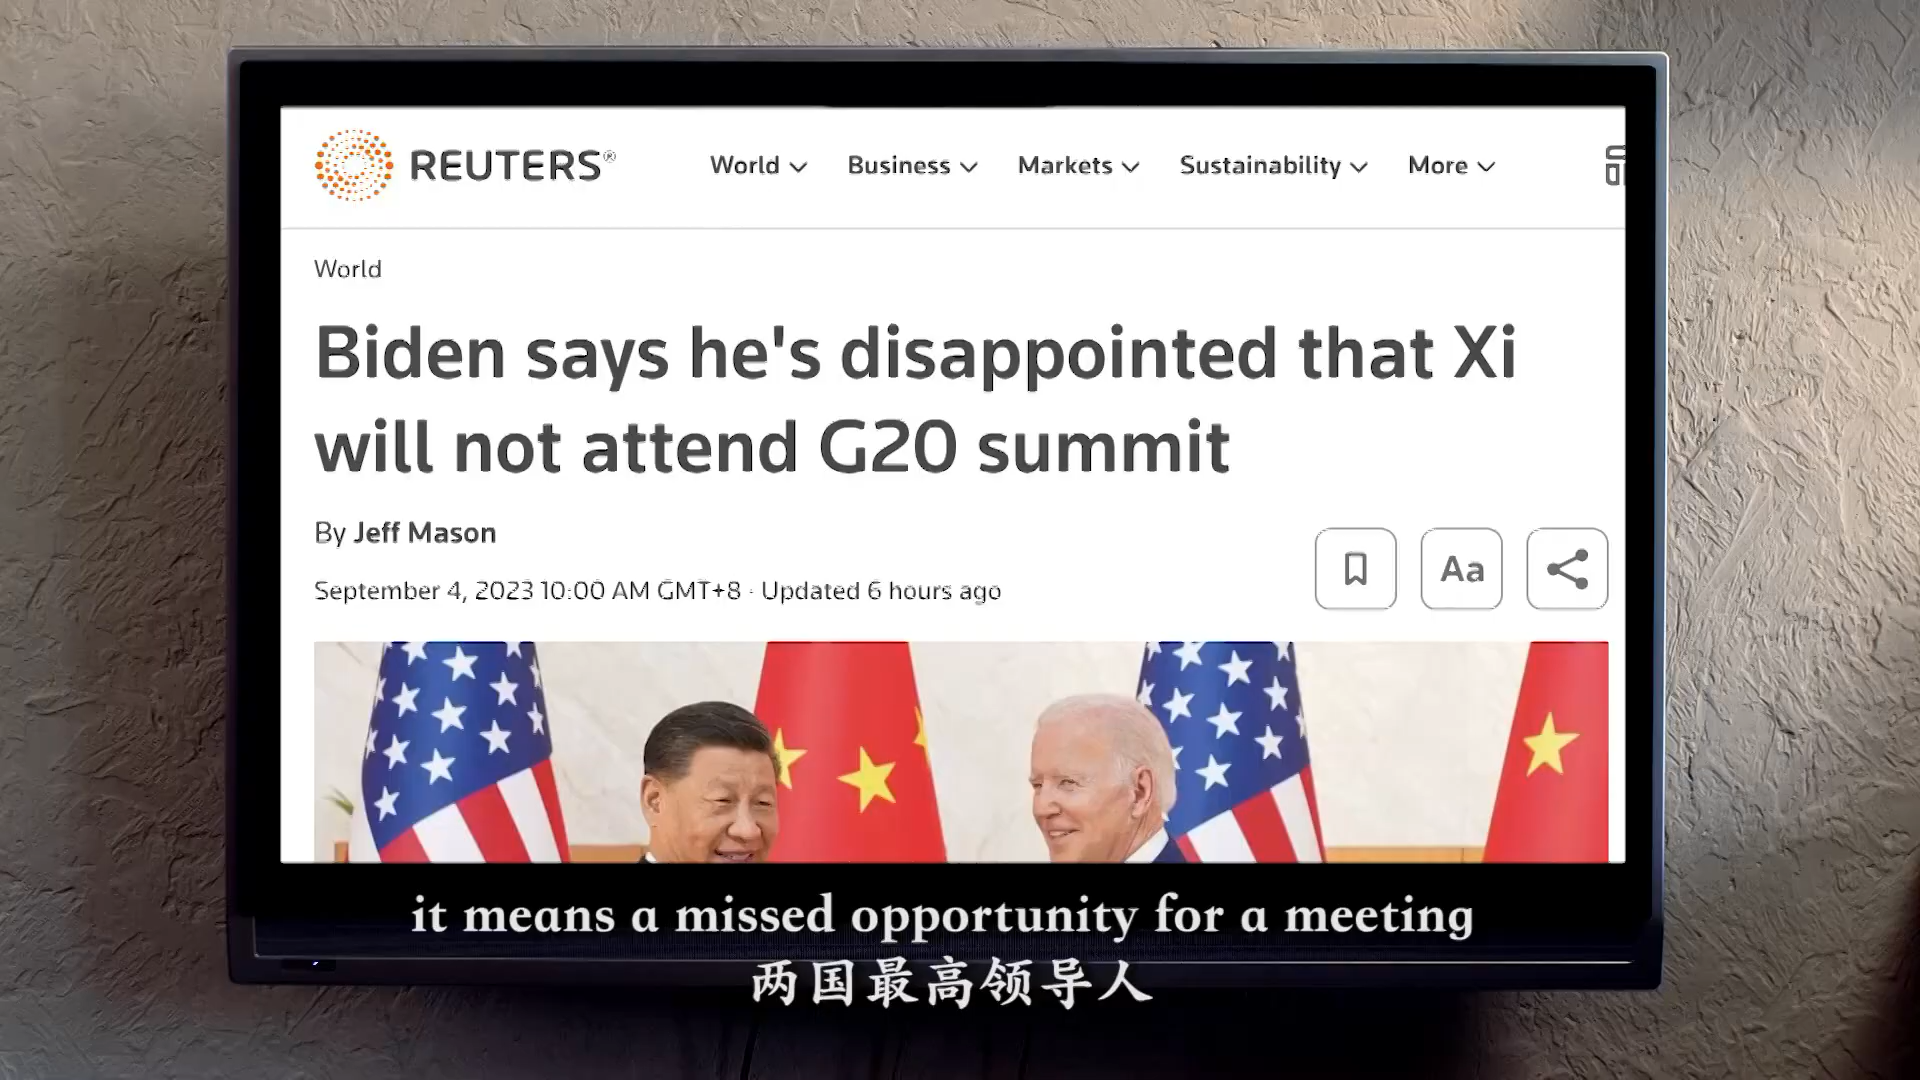 REUTERS®
World Business Markets Sustainability More
World
Biden says he's disappointed that Xi
will not attend G20 summit
By Jeff Mason
September 4, 2023 10:00 AM GMT+8 · Updated 6 hours ago
Aa
it means a missed opportunity for a meeting
两国最高领导人